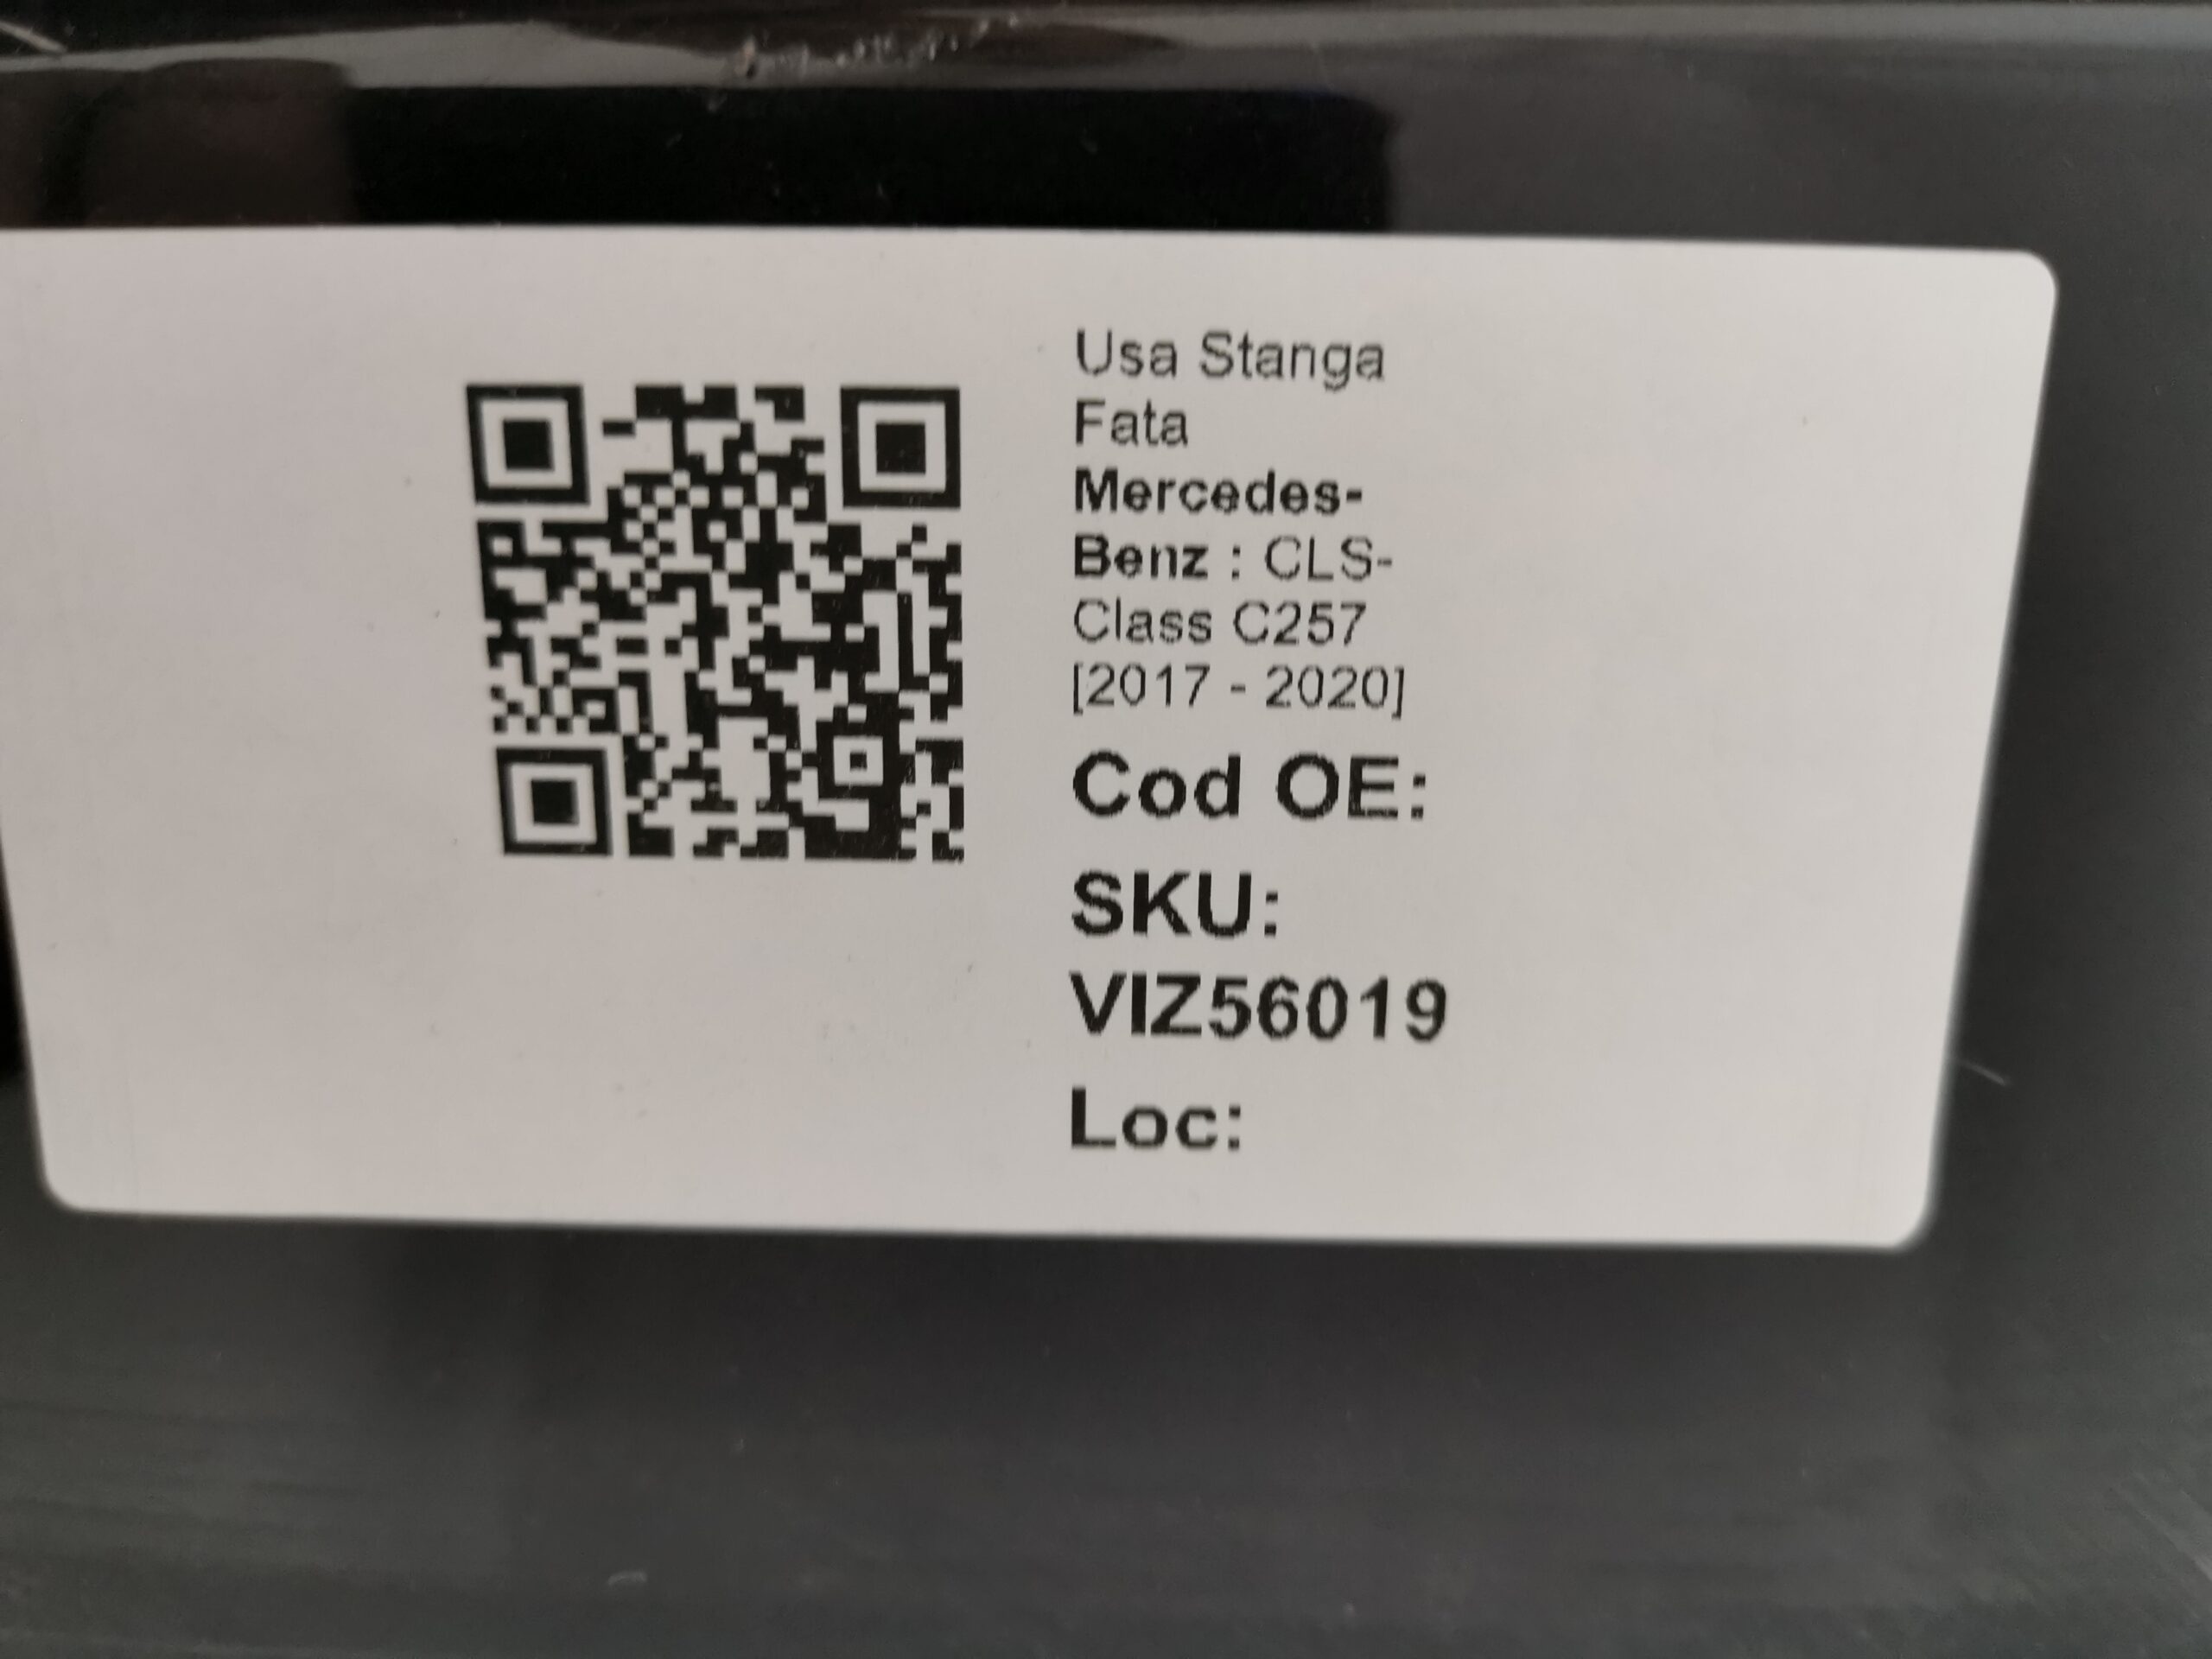 Usa Stanga
Fata
Mercedes-
Benz : CLS-
Class C257
[2017 - 2020]
Cod OE:
SKU:
VIZ56019
Loc: